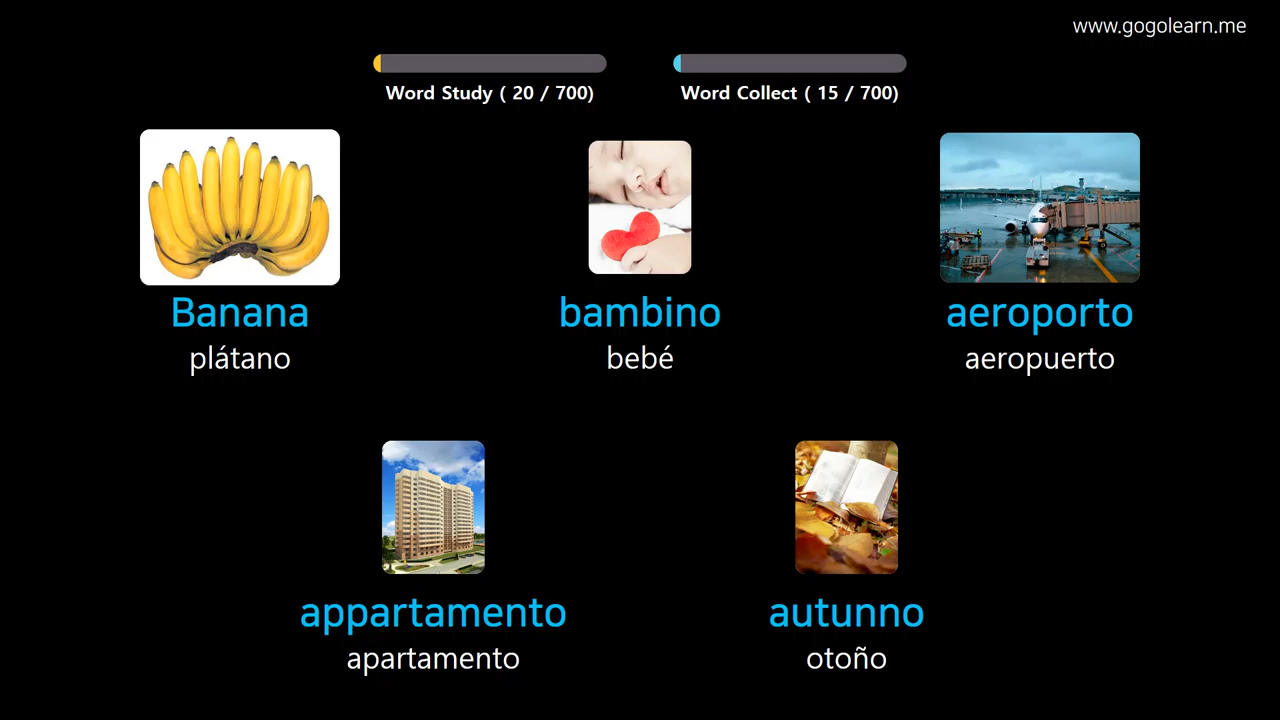 www.gogolearn.me
Word Study ( 20 / 700)
Word Collect ( 15 / 700)
Banana
plátano
bambino
bebé
aeroporto
aeropuerto
appartamento
apartamento
autunno
otoño